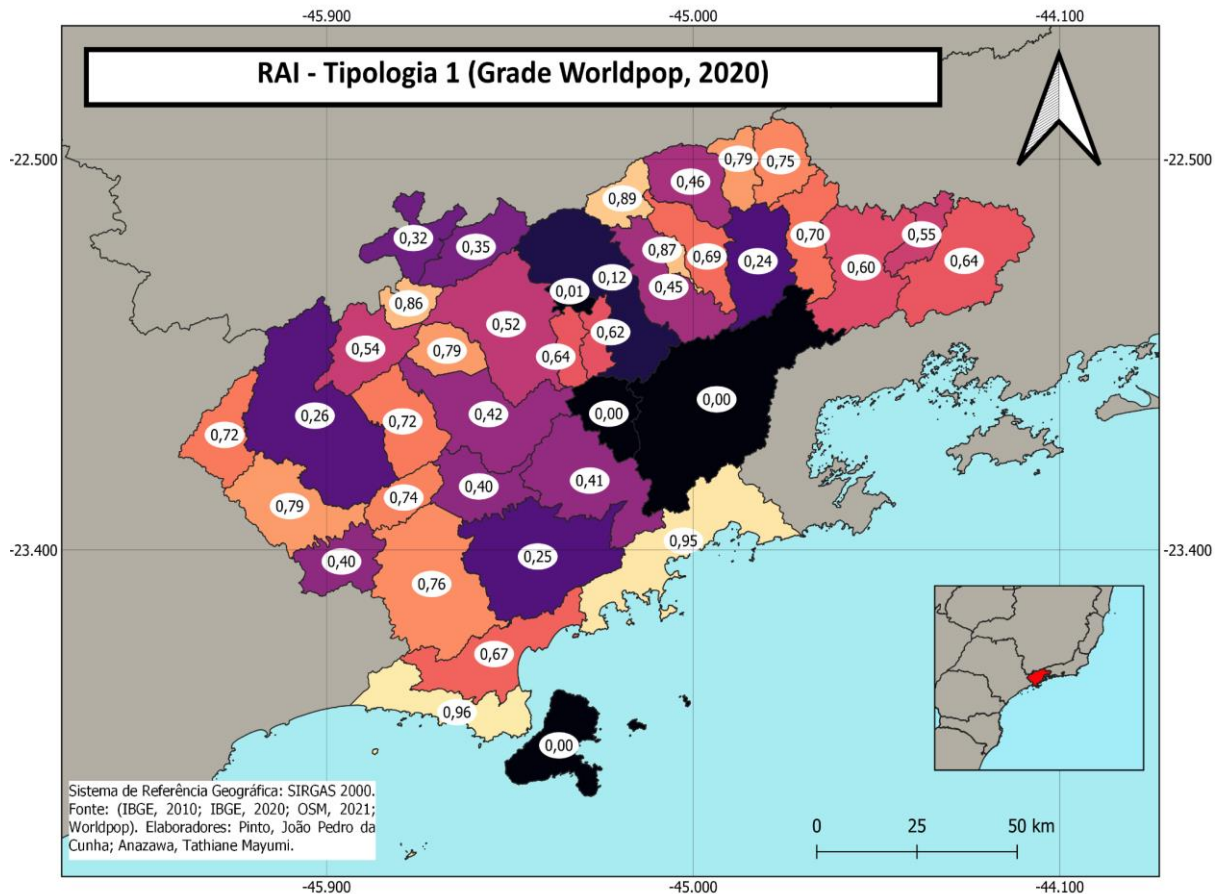 -45.900 -45.000 -44.100
RAI - Tipologia 1 (Grade Worldpop, 2020)
-22.500 -22.500
0,79 0,75
0,46
0,89
0,32 0,35 0,87 0,69 0,24 0,70 0,60 0,55 0,64
0,12
0,01 0,45
0,86
0,52 0,62
0,54 0,79 0,64
0,26 0,72 0,42 0,00 0,00
0,72
0,79 0,74 0,40 0,41
0,95
-23.400 -23.400
0,40 0,76 0,25
0,67
0,96
0,00
Sistema de Referência Geográfica: SIRGAS 2000.
Fonte: (IBGE, 2010; IBGE, 2020; OSM, 2021;
Worldpop). Elaboradores: Pinto, João Pedro da
Cunha; Anazawa, Tathiane Mayumi.
0 25 50 km
-45.900 -45.000 -44.100